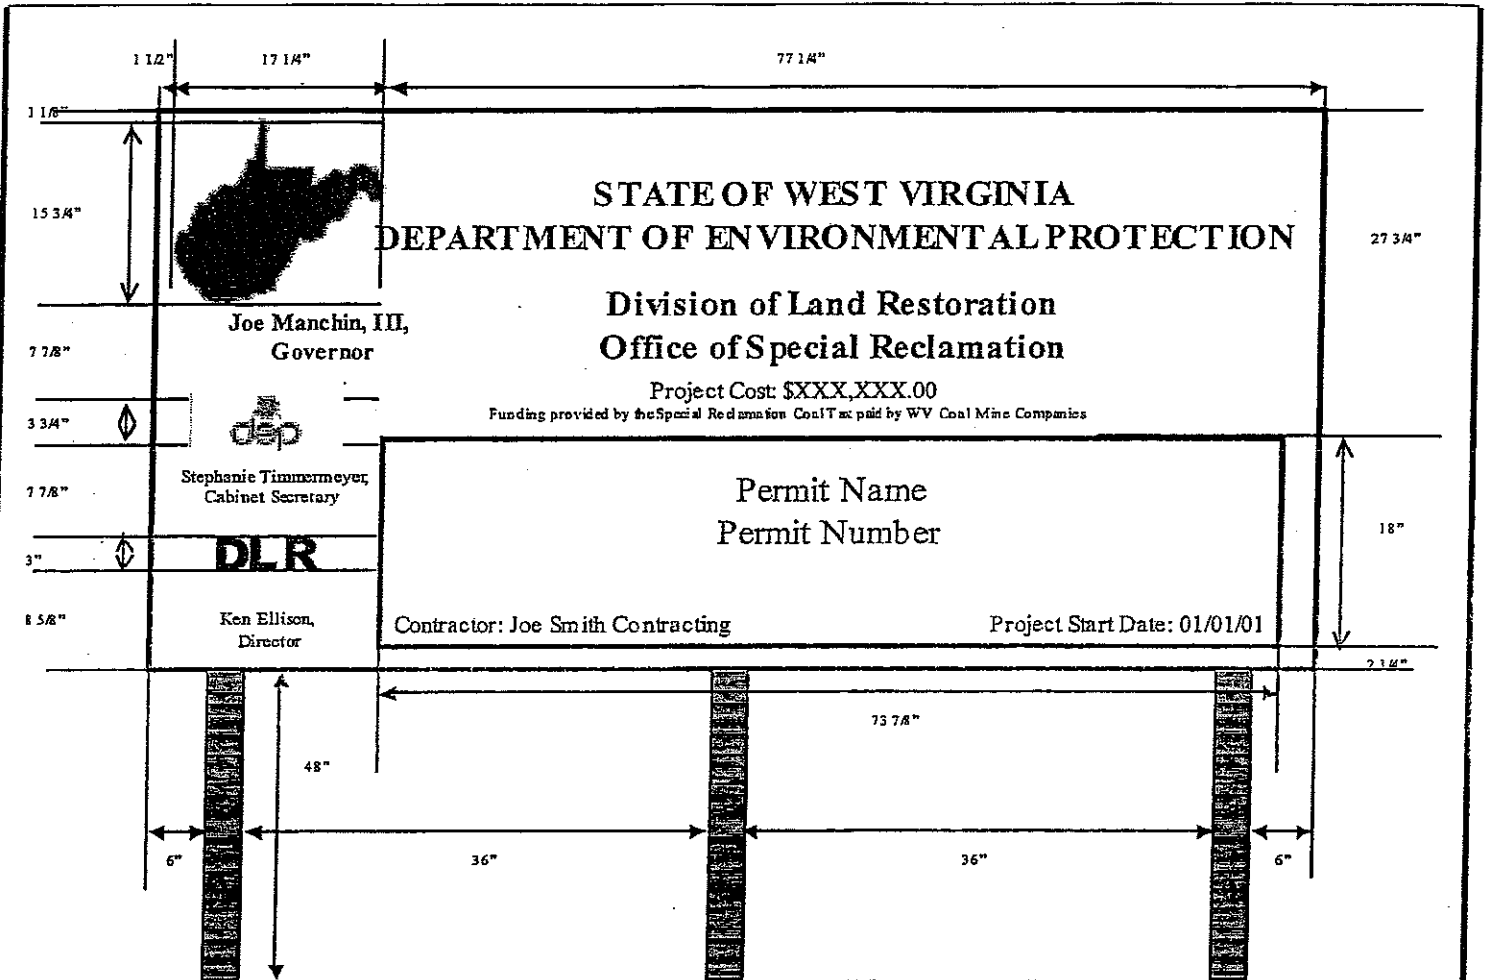 1 1/2" 17 1/4" 77 1/4"
1 1/8"
15 3/4"
STATE OF WEST VIRGINIA
DEPARTMENT OF ENVIRONMENTAL PROTECTION
27 3/4"
Division of Land Restoration
Office of Special Reclamation
Joe Manchin, III,
Governor
7 7/8"
Project Cost: $XXX,XXX.00
Funding provided by the Special Reclamation Coal Tax paid by WV Coal Mine Companies
3 3/4"
dep
Stephanie Timmermeyer,
Cabinet Secretary
7 7/8"
Permit Name
Permit Number
18"
DLR
3"
8 5/8"
Ken Ellison,
Director
Contractor: Joe Smith Contracting Project Start Date: 01/01/01
2 1/4"
73 7/8"
48"
6" 36" 36" 6"